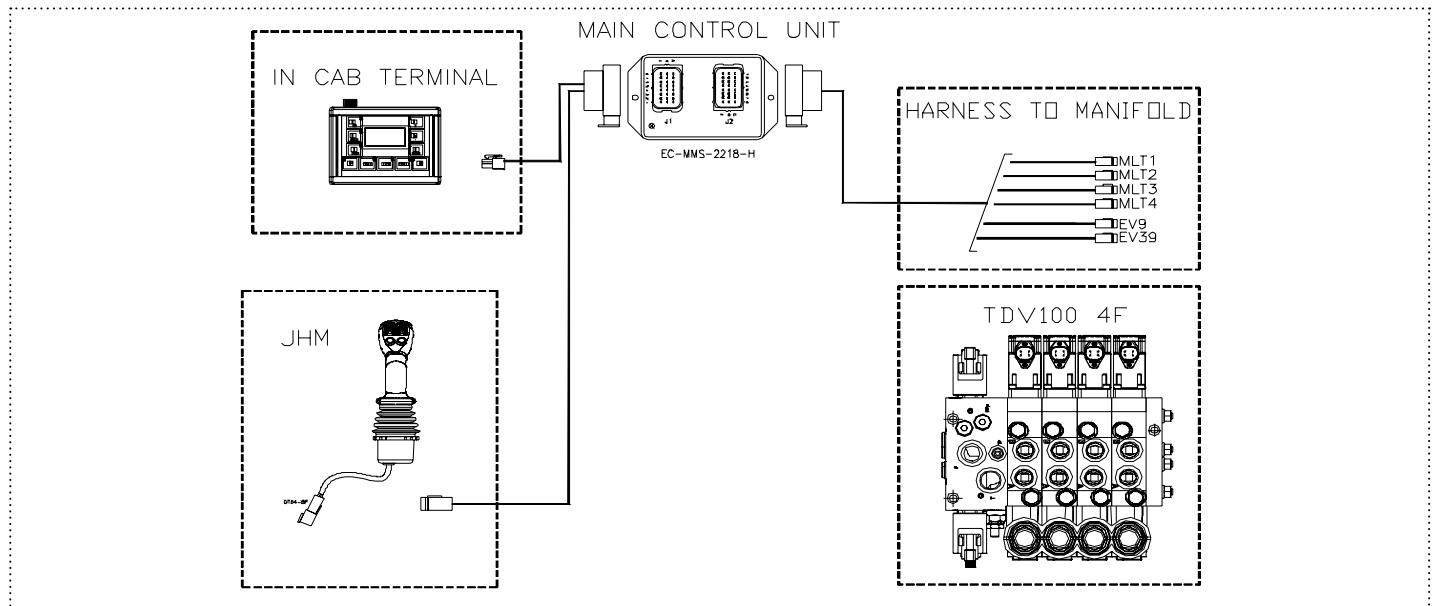 MAIN CONTROL UNIT
IN CAB TERMINAL
J1
J2
EC-MMS-2218-H
HARNESS TO MANIFOLD
MLT1
MLT2
MLT3
MLT4
EV9
EV39
JHM
TDV100 4F
P
T